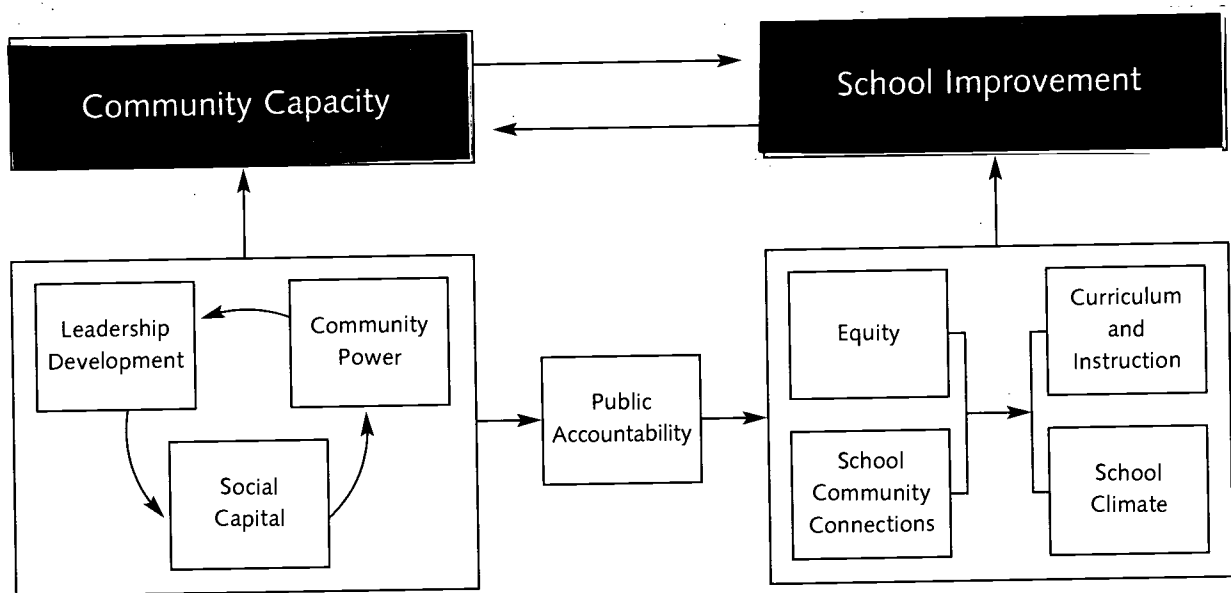 Community Capacity
School Improvement
Leadership
Development
Community
Power
Social
Capital
Public
Accountability
Equity
School
Community
Connections
Curriculum
and
Instruction
School
Climate